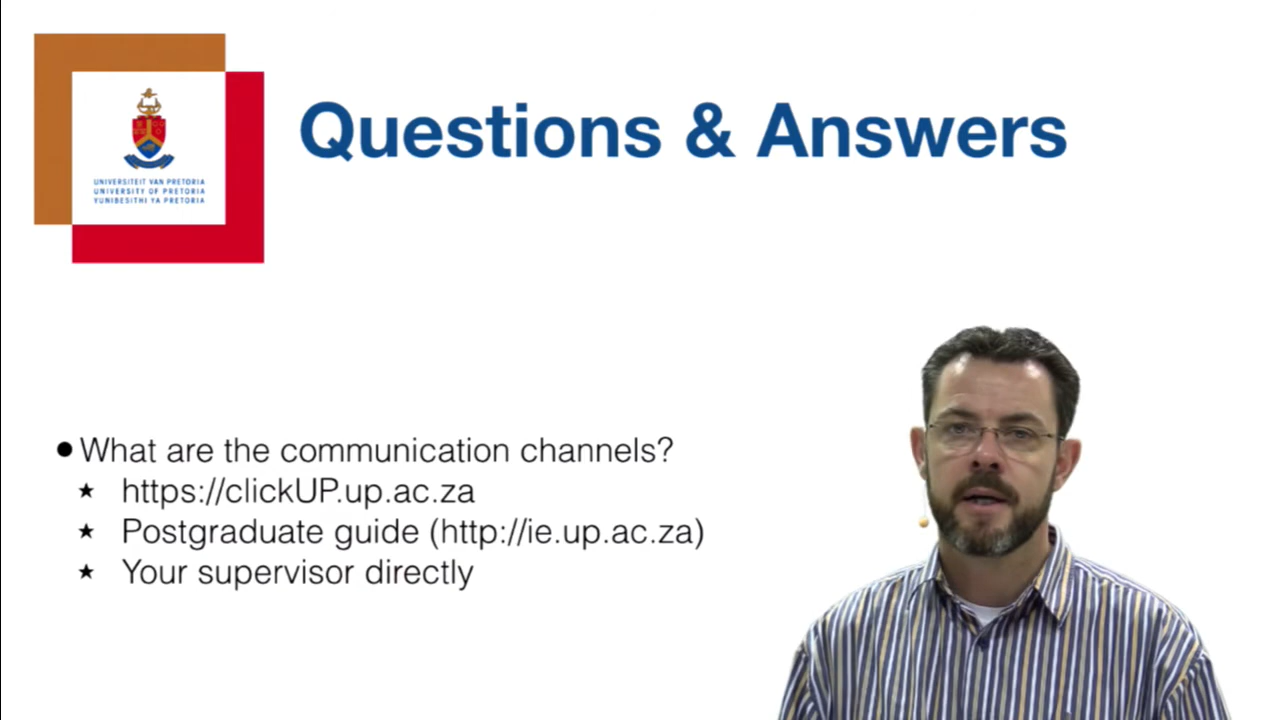 UNIVERSITEIT VAN PRETORIA
UNIVERSITY OF PRETORIA
YUNIBESITHI YA PRETORIA
Questions & Answers
●What are the communication channels?
★ https://clickUP.up.ac.za
★ Postgraduate guide (http://ie.up.ac.za)
★ Your supervisor directly